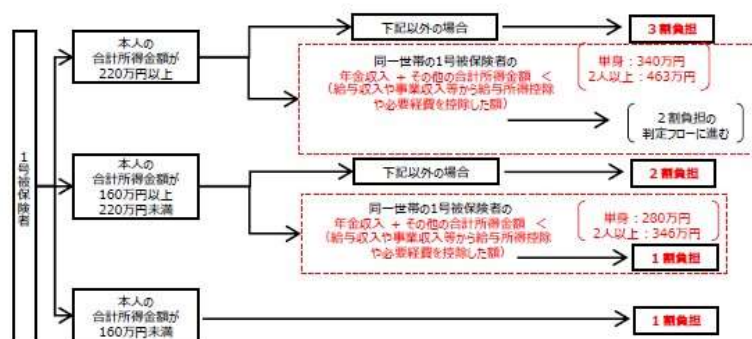 1号被保険者
本人の
合計所得金額が
220万円以上
下記以外の場合
3割負担
同一世帯の1号被保険者の
年金収入 + その他の合計所得金額 <
(給与収入や事業収入等から給与所得控除
や必要経費を控除した額)
単身:340万円
2人以上:463万円
2割負担の
判定フローに進む
本人の
合計所得金額が
160万円以上
220万円未満
下記以外の場合
2割負担
同一世帯の1号被保険者の
年金収入 + その他の合計所得金額 <
(給与収入や事業収入等から給与所得控除
や必要経費を控除した額)
単身:280万円
2人以上:346万円
1割負担
本人の
合計所得金額が
160万円未満
1割負担